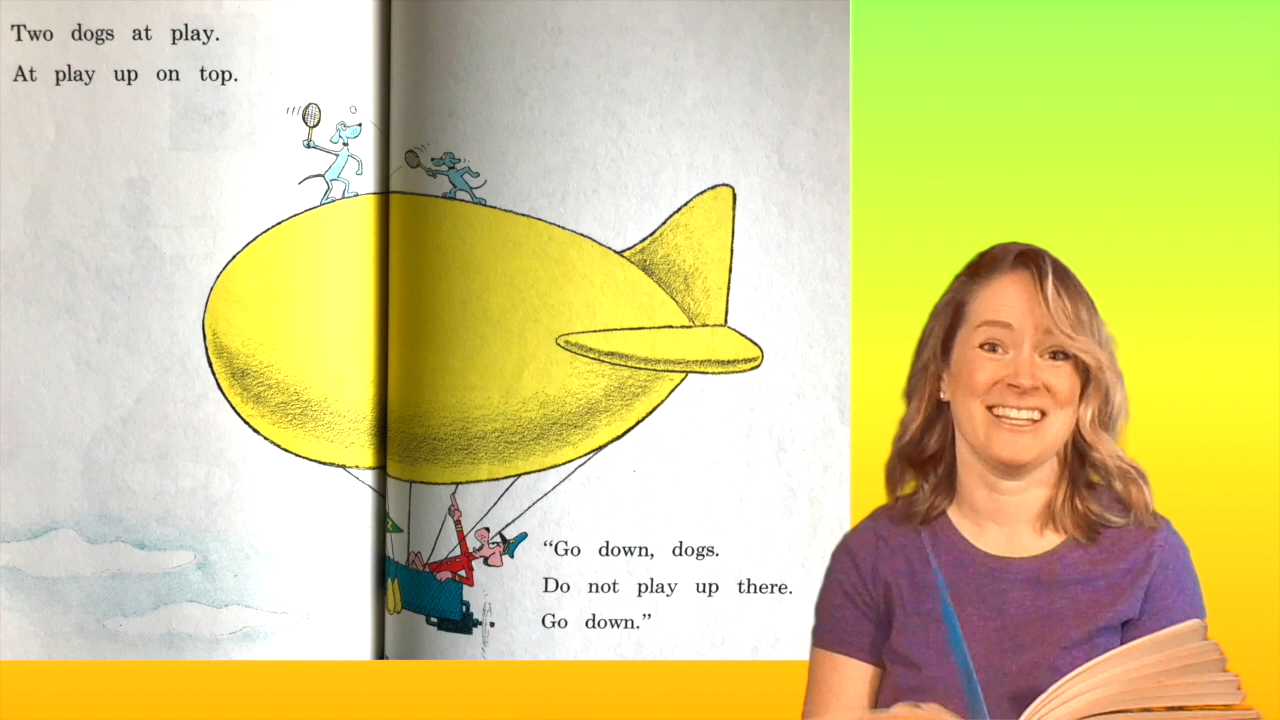 Two dogs at play.
At play up on top.
"Go down, dogs.
Do not play up there.
Go down."